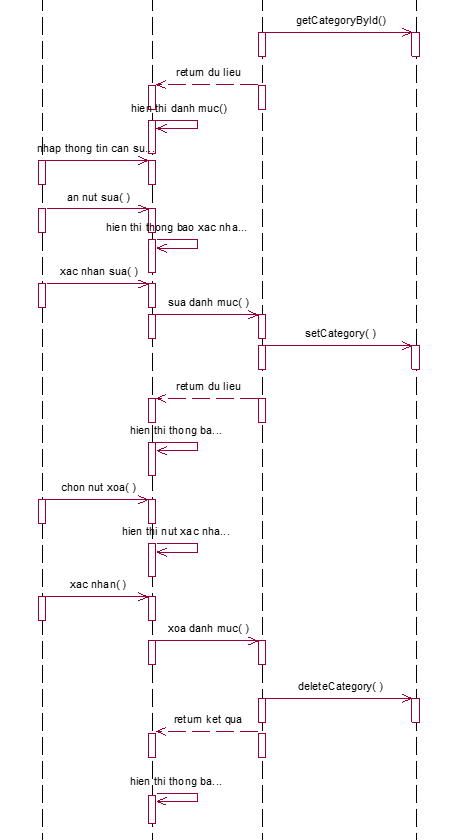 getCategoryById()
return du lieu
hien thi danh muc()
nhap thong tin can su...
an nut sua( )
hien thi thong bao xac nha...
xac nhan sua( )
sua danh muc( )
setCategory( )
return du lieu
hien thi thong ba...
chon nut xoa( )
hien thi nut xac nha...
xac nhan( )
xoa danh muc( )
deleteCategory( )
return ket qua
hien thi thong ba...